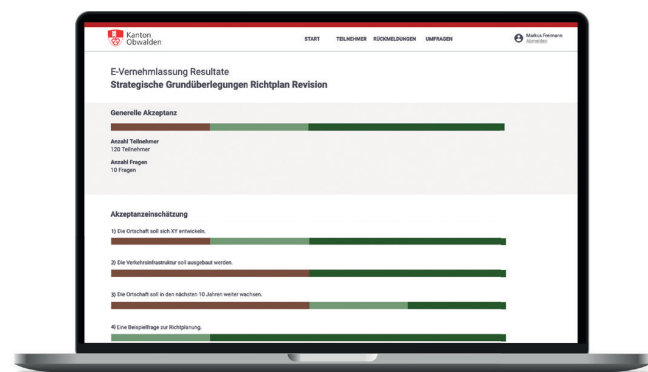 Kanton
Obwalden
START TEILNEHMER RÜCKMELDUNGEN UMFRAGEN
Markus Fiermann
Abmelden
E-Vernehmlassung Resultate
Strategische Grundüberlegungen Richtplan Revision
Generelle Akzeptanz
Anzahl Teilnehmer
120 Teilnehmer
Anzahl Fragen
10 Fragen
Akzeptanzeinschätzung
1) Die Ortschaft soll sich XY entwickeln.
2) Die Verkehrsinfrastruktur soll ausgebaut werden.
3) Die Ortschaft soll in den nächsten 10 Jahren weiter wachsen.
4) Eine Beispielfrage zur Richtplanung.